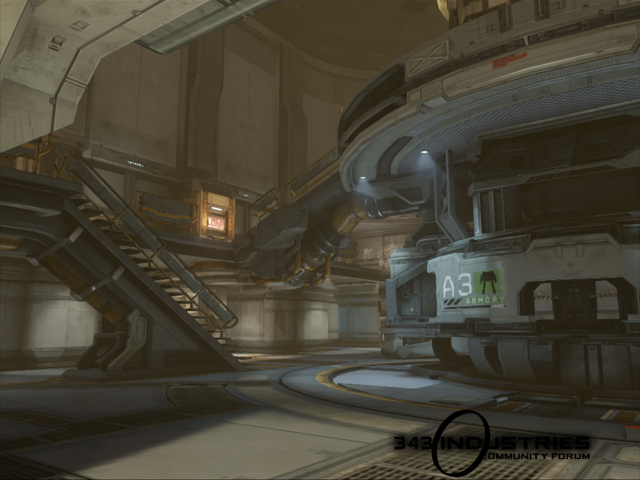 A3
ARMORY
343 INDUSTRIES
COMMUNITY FORUM